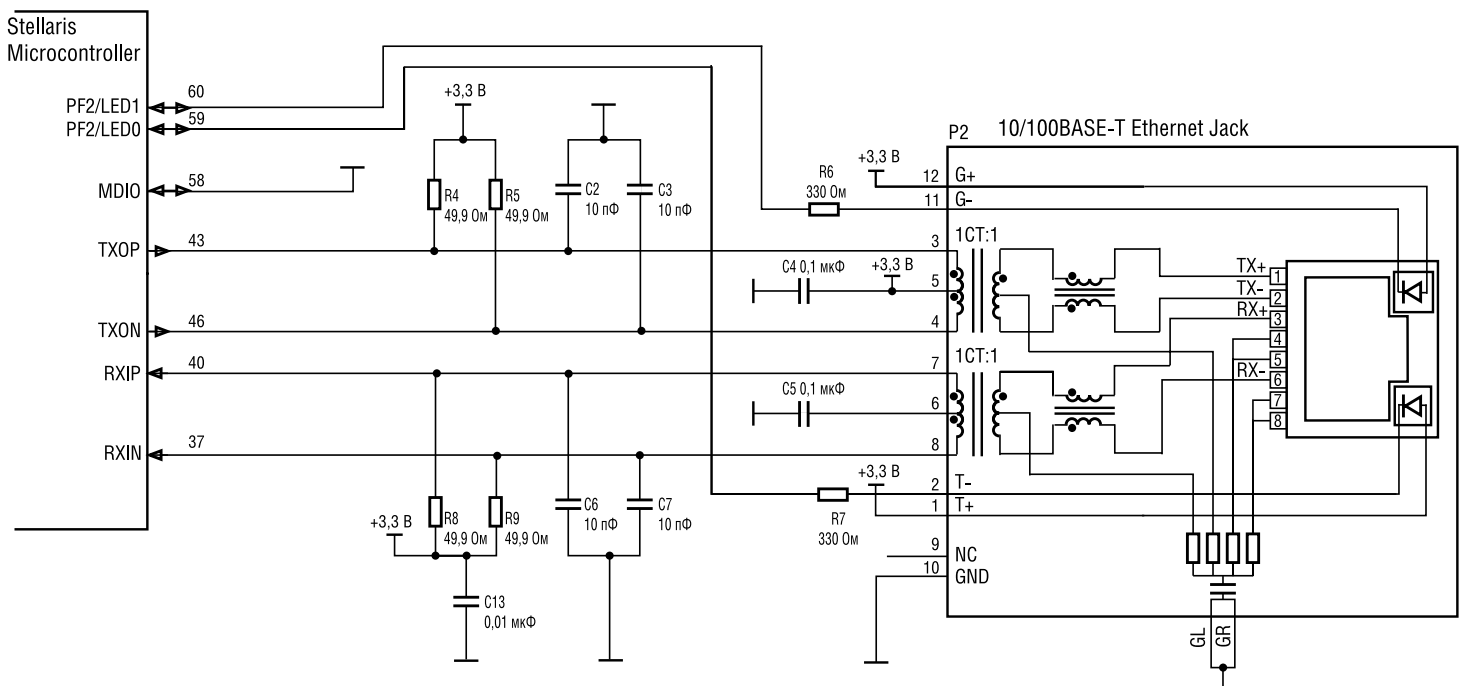 Stellaris
Microcontroller
PF2/LED1
60
PF2/LED0
59
MDIO
58
TXOP
43
TXON
46
RXIP
40
RXIN
37
+3,3 В
R4
49,9 Ом
R5
49,9 Ом
C2
10 пФ
C3
10 пФ
R6
330 Ом
+3,3 В
C4 0,1 мкФ
+3,3 В
C5 0,1 мкФ
+3,3 В
R8
49,9 Ом
R9
49,9 Ом
C6
10 пФ
C7
10 пФ
C13
0,01 мкФ
+3,3 В
R7
330 Ом
P2
10/100BASE-T Ethernet Jack
12
G+
11
G-
3
1CT:1
5
4
7
1CT:1
6
8
2
T-
1
T+
9
NC
10
GND
TX+
1
TX-
2
RX+
3
4
5
RX-
6
7
8
GL
GR